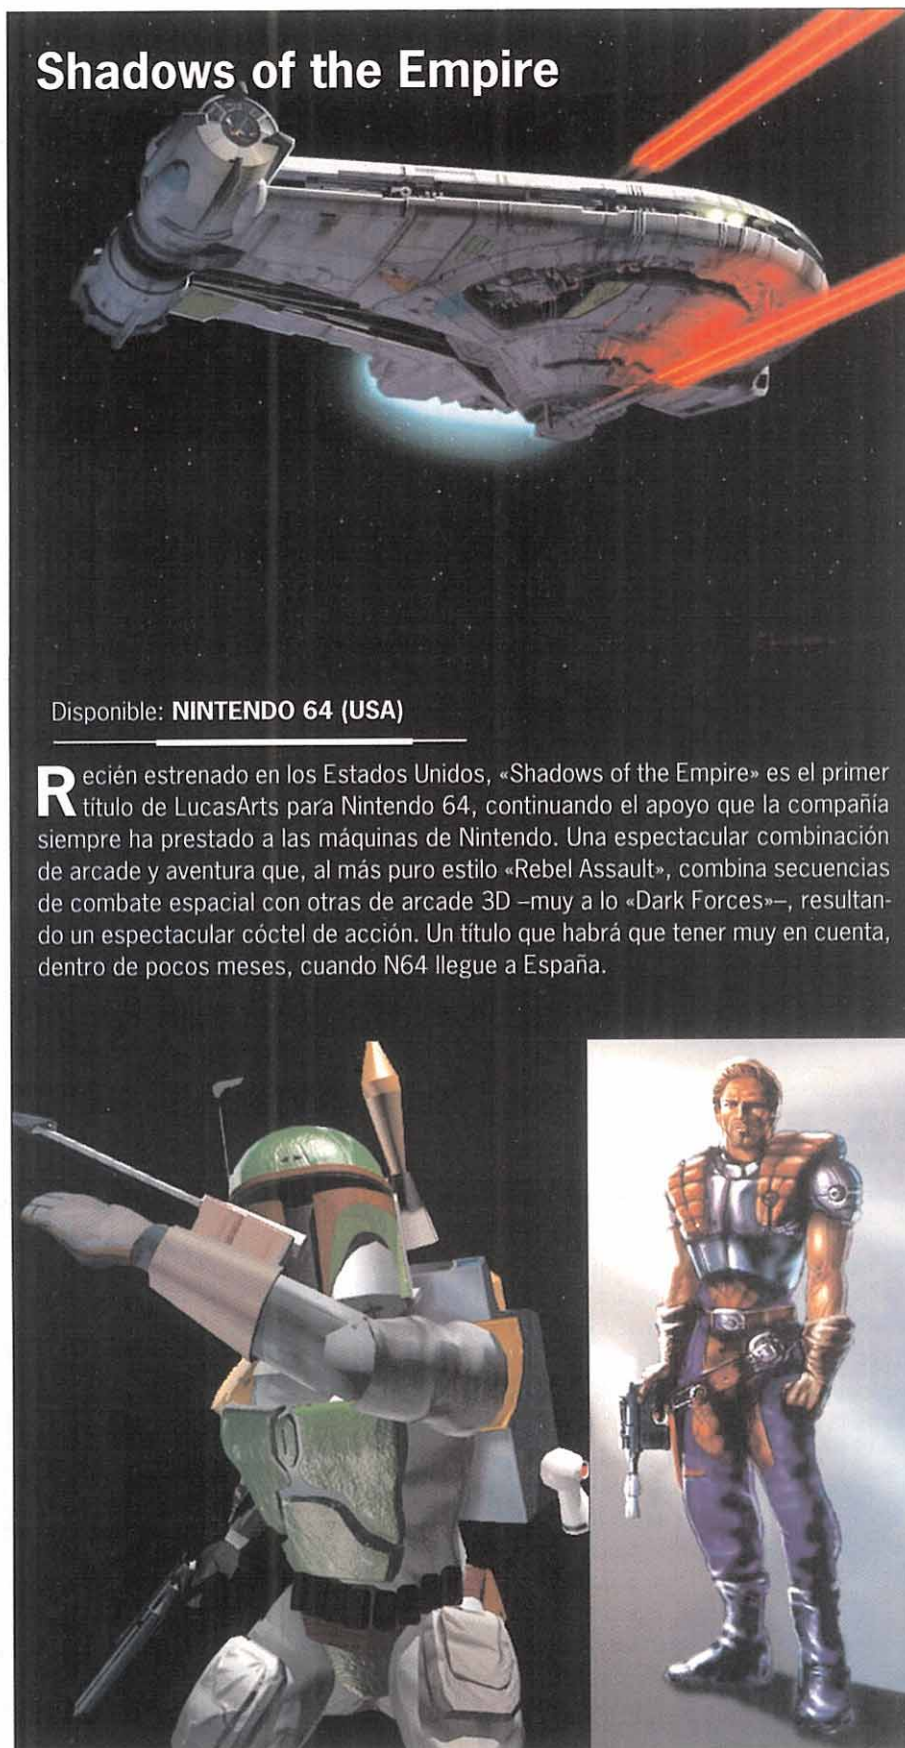 Shadows of the Empire
Disponible: NINTENDO 64 (USA)
Recién estrenado en los Estados Unidos, «Shadows of the Empire» es el primer
título de LucasArts para Nintendo 64, continuando el apoyo que la compañía
siempre ha prestado a las máquinas de Nintendo. Una espectacular combinación
de arcade y aventura que, al más puro estilo «Rebel Assault», combina secuencias
de combate espacial con otras de arcade 3D –muy a lo «Dark Forces»–, resultan-
do un espectacular cóctel de acción. Un título que habrá que tener muy en cuenta,
dentro de pocos meses, cuando N64 llegue a España.